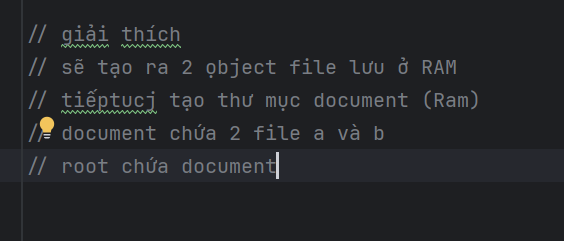 // giải thích
// sẽ tạo ra 2 object file lưu ở RAM
// tiếptucj tạo thư mục document (Ram)
// document chứa 2 file a và b
// root chứa document